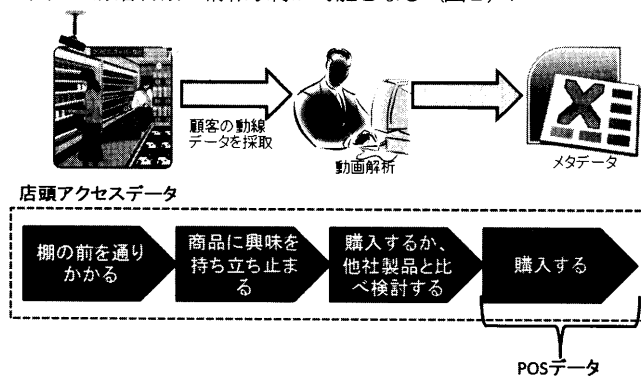 顧客の動線
データを採取
動画解析
メタデータ
店頭アクセスデータ
棚の前を通り
かかる
商品に興味を
持ち立ち止ま
る
購入するか、
他社製品と比
べ検討する
購入する
POSデータ